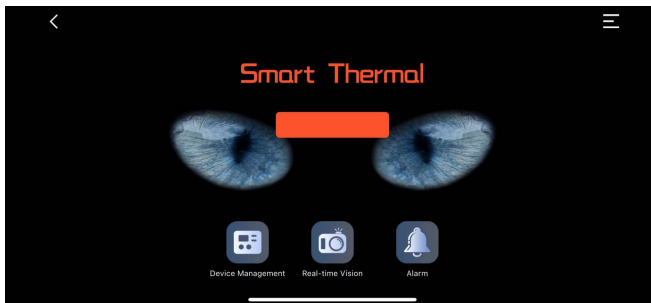 Smart Thermal
Device Management
Real-time Vision
Alarm